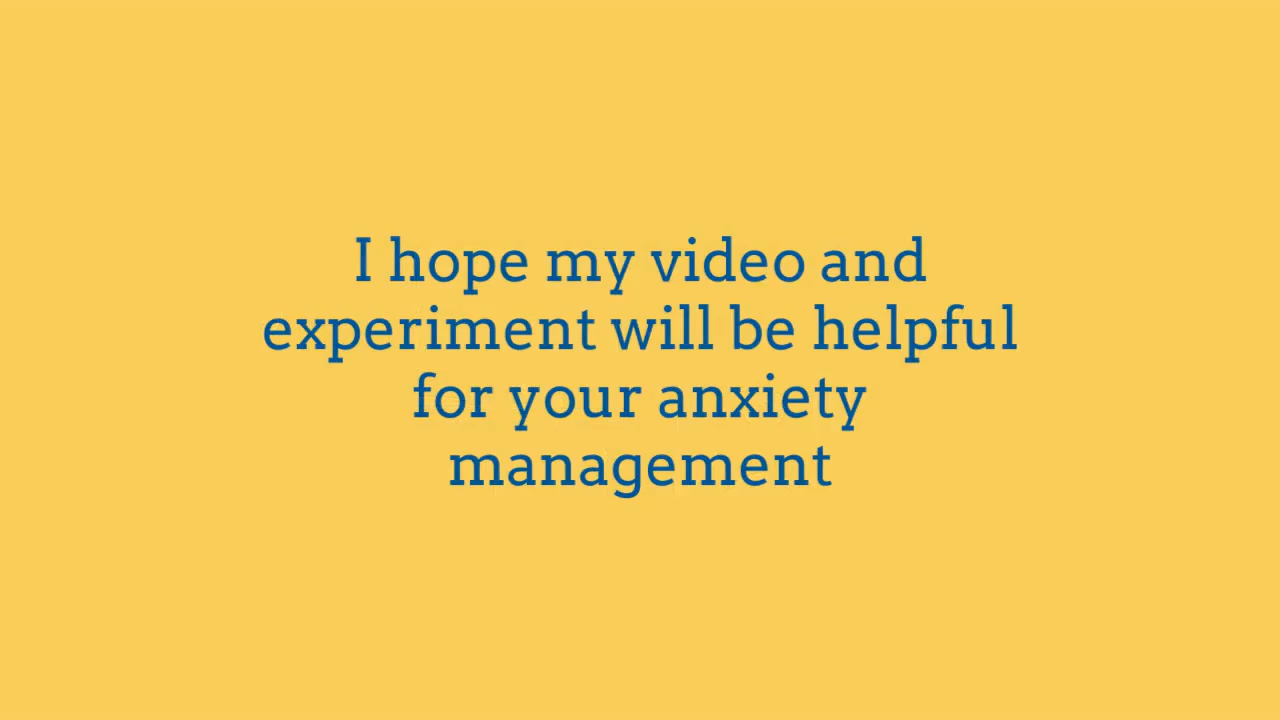 I hope my video and
experiment will be helpful
for your anxiety
management